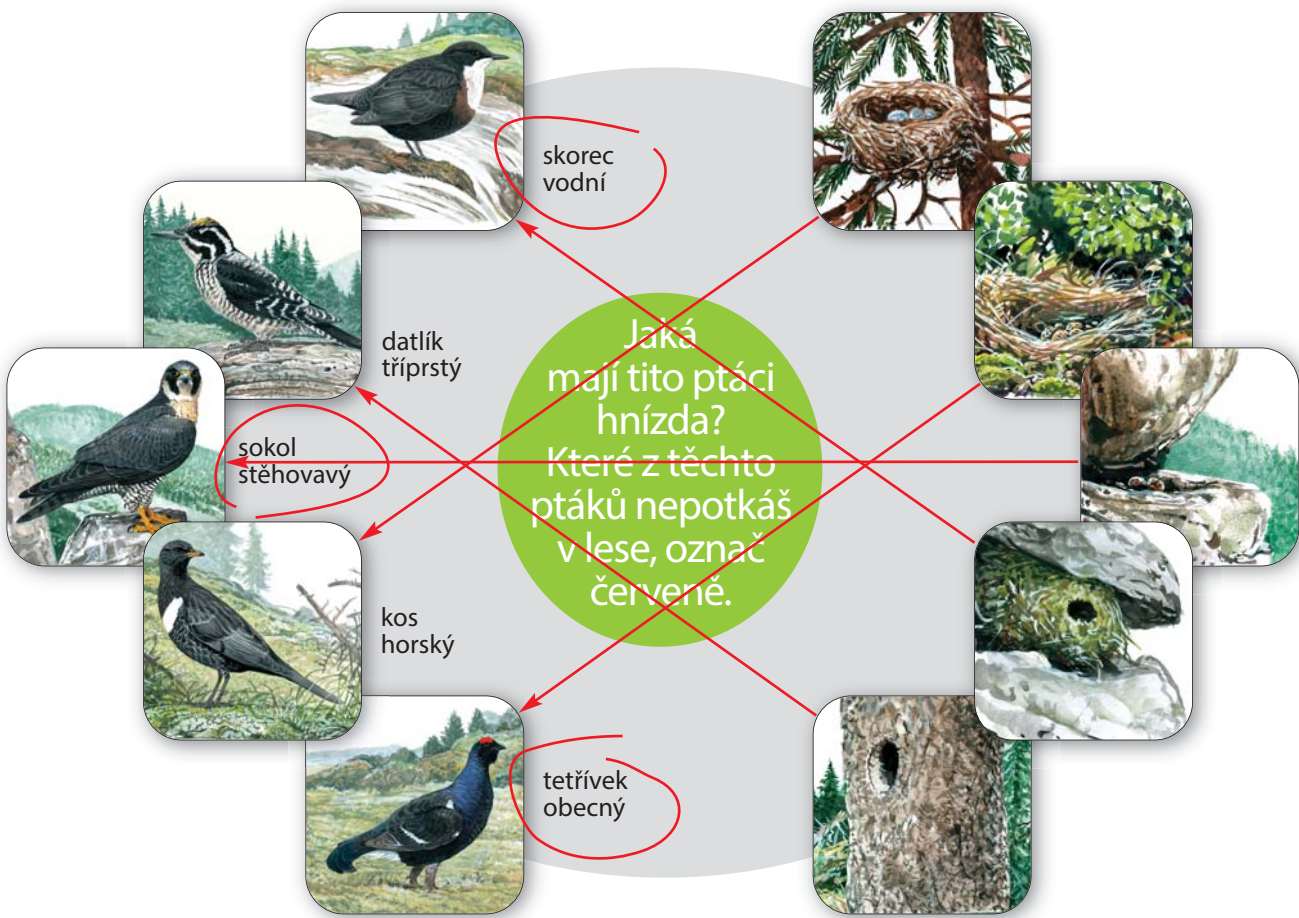 skorec
vodní
datlík
tříprstý
sokol
stěhovavý
kos
horský
tetřívek
obecný
Jaká
mají tito ptáci
hnízda?
Které z těchto
ptáků nepotkáš
v lese, označ
červeně.